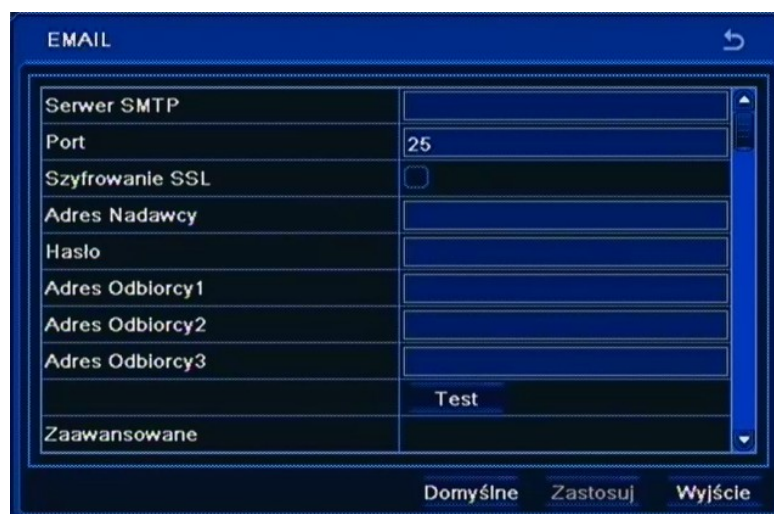 EMAIL
Serwer SMTP
Port 25
Szyfrowanie SSL
Adres Nadawcy
Hasło
Adres Odbiorcy1
Adres Odbiorcy2
Adres Odbiorcy3
Test
Zaawansowane
Domyślne Zastosuj Wyjście